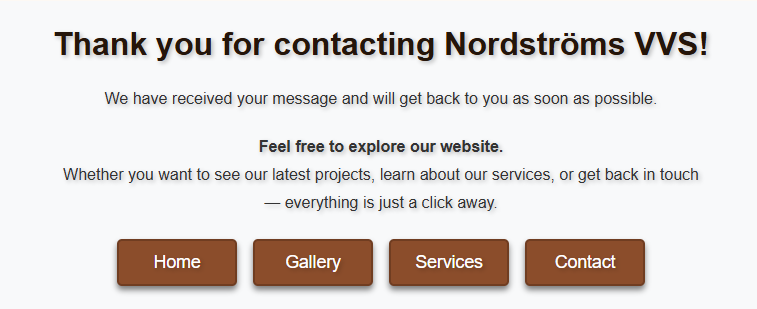 Thank you for contacting Nordströms VVS!
We have received your message and will get back to you as soon as possible.
Feel free to explore our website.
Whether you want to see our latest projects, learn about our services, or get back in touch
— everything is just a click away.
Home Gallery Services Contact